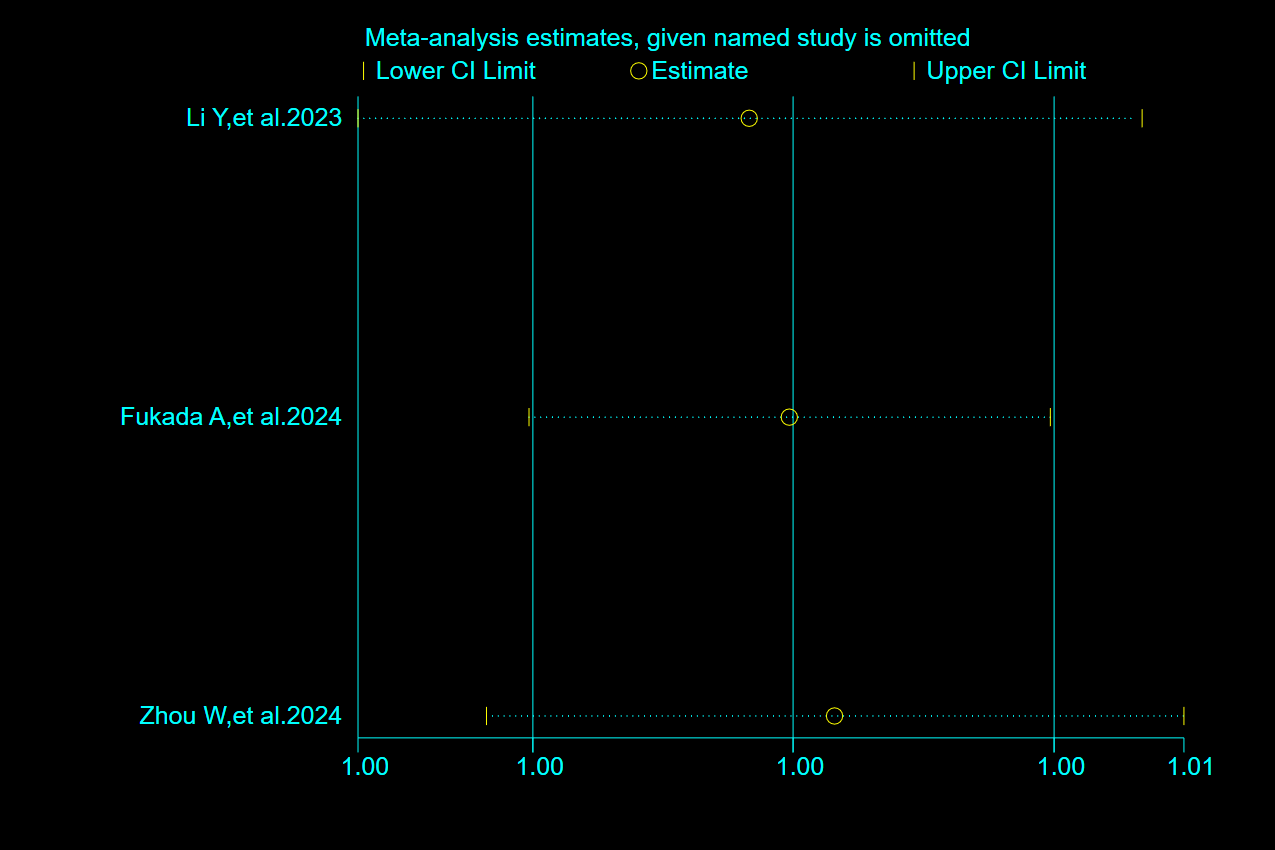 Meta-analysis estimates, given named study is omitted
Lower CI Limit Estimate Upper CI Limit
Li Y,et al.2023
Fukada A,et al.2024
Zhou W,et al.2024
1.00 1.00 1.00 1.00 1.01